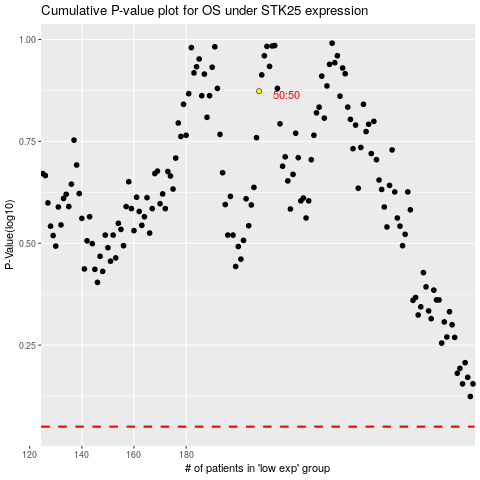 Cumulative P-value plot for OS under STK25 expression
1.00
0.75
0.50
0.25
P-Value(log10)
50:50
120 140 160 180
# of patients in 'low exp' group